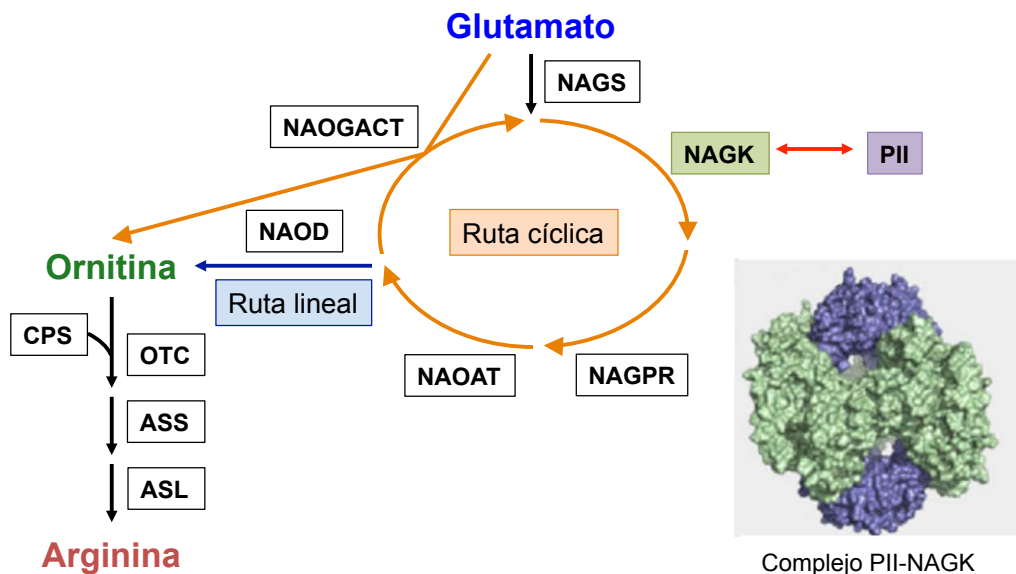 Glutamato
NAGS
NAOGACT
NAGK
PII
NAOD
Ruta cíclica
Ornitina
Ruta lineal
CPS
OTC
NAOAT
NAGPR
ASS
ASL
Arginina
Complejo PII-NAGK